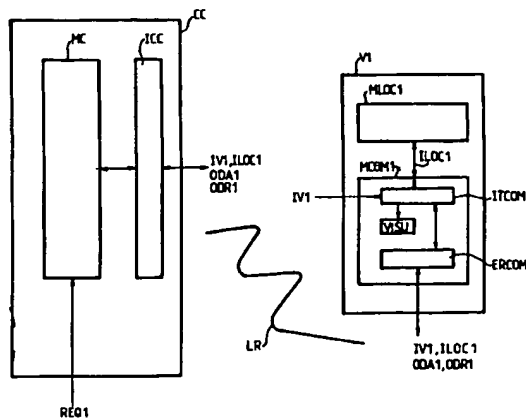 MC
ICC
CC
IV1,ILOC1
ODA1
ODR1
REQ1
LR
V1
MLOC1
ILOC1
MCOM1
IV1
ITCOM
VISU
ERCOM
IV1,ILOC1
ODA1,ODR1